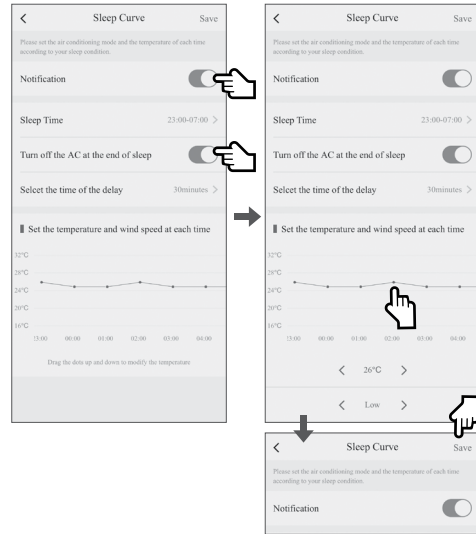 Sleep Curve Save
Please set the air conditioning mode and the temperature of each time
according to your sleep condition.
Notification
Sleep Time 23:00-07:00 >
Turn off the AC at the end of sleep
Selcet the time of the delay 30minutes >
Set the temperature and wind speed at each time
32°C
28°C
24°C
20°C
16°C
23:00 00:00 01:00 02:00 03:00 04:00
Drag the dots up and down to modify the temperature
Sleep Curve Save
Please set the air conditioning mode and the temperature of each time
according to your sleep condition.
Notification
Sleep Time 23:00-07:00 >
Turn off the AC at the end of sleep
Selcet the time of the delay 30minutes >
Set the temperature and wind speed at each time
32°C
28°C
24°C
20°C
16°C
23:00 00:00 01:00 02:00 03:00 04:00
< 26°C >
< Low >
Sleep Curve Save
Please set the air conditioning mode and the temperature of each time
according to your sleep condition.
Notification